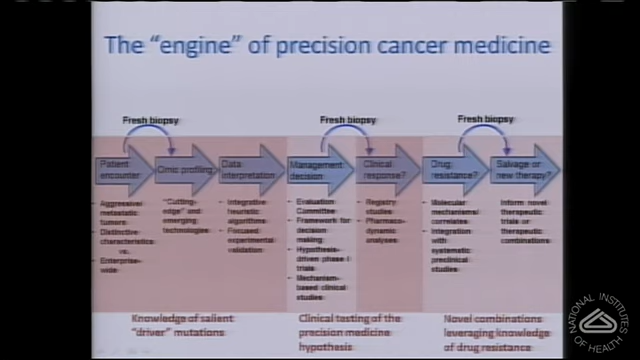 The "engine" of precision cancer medicine
Fresh biopsy
Fresh biopsy
Fresh biopsy
Patient
encounter
Clinic profiling
Data
interpretation
Management
decision
Clinical
response?
Drug
resistance?
Salvage or
new therapy?
- Aggressive
metastatic
tumors
- Distinctive
characteristics
vs.
- Enterprise-
wide
- "Cutting-
edge" and
emerging
technologies
- Integrative
heuristic
algorithms
- Focused
experimental
validation
- Evaluation
Committee
- Framework for
decision
making
- Hypothesis-
driven phase I
trials
- Mechanism-
based clinical
studies
- Registry
studies
- Pharmaco-
dynamic
analyses
- Molecular
mechanisms/
correlates
- Integration
with
systematic
preclinical
studies
Inform novel
therapeutic
trials or
therapeutic
combinations
Knowledge of salient
"driver" mutations
Clinical testing of the
precision medicine
hypothesis
Novel combinations
leveraging knowledge
of drug resistance
NATIONAL INSTITUTES
OF HEALTH